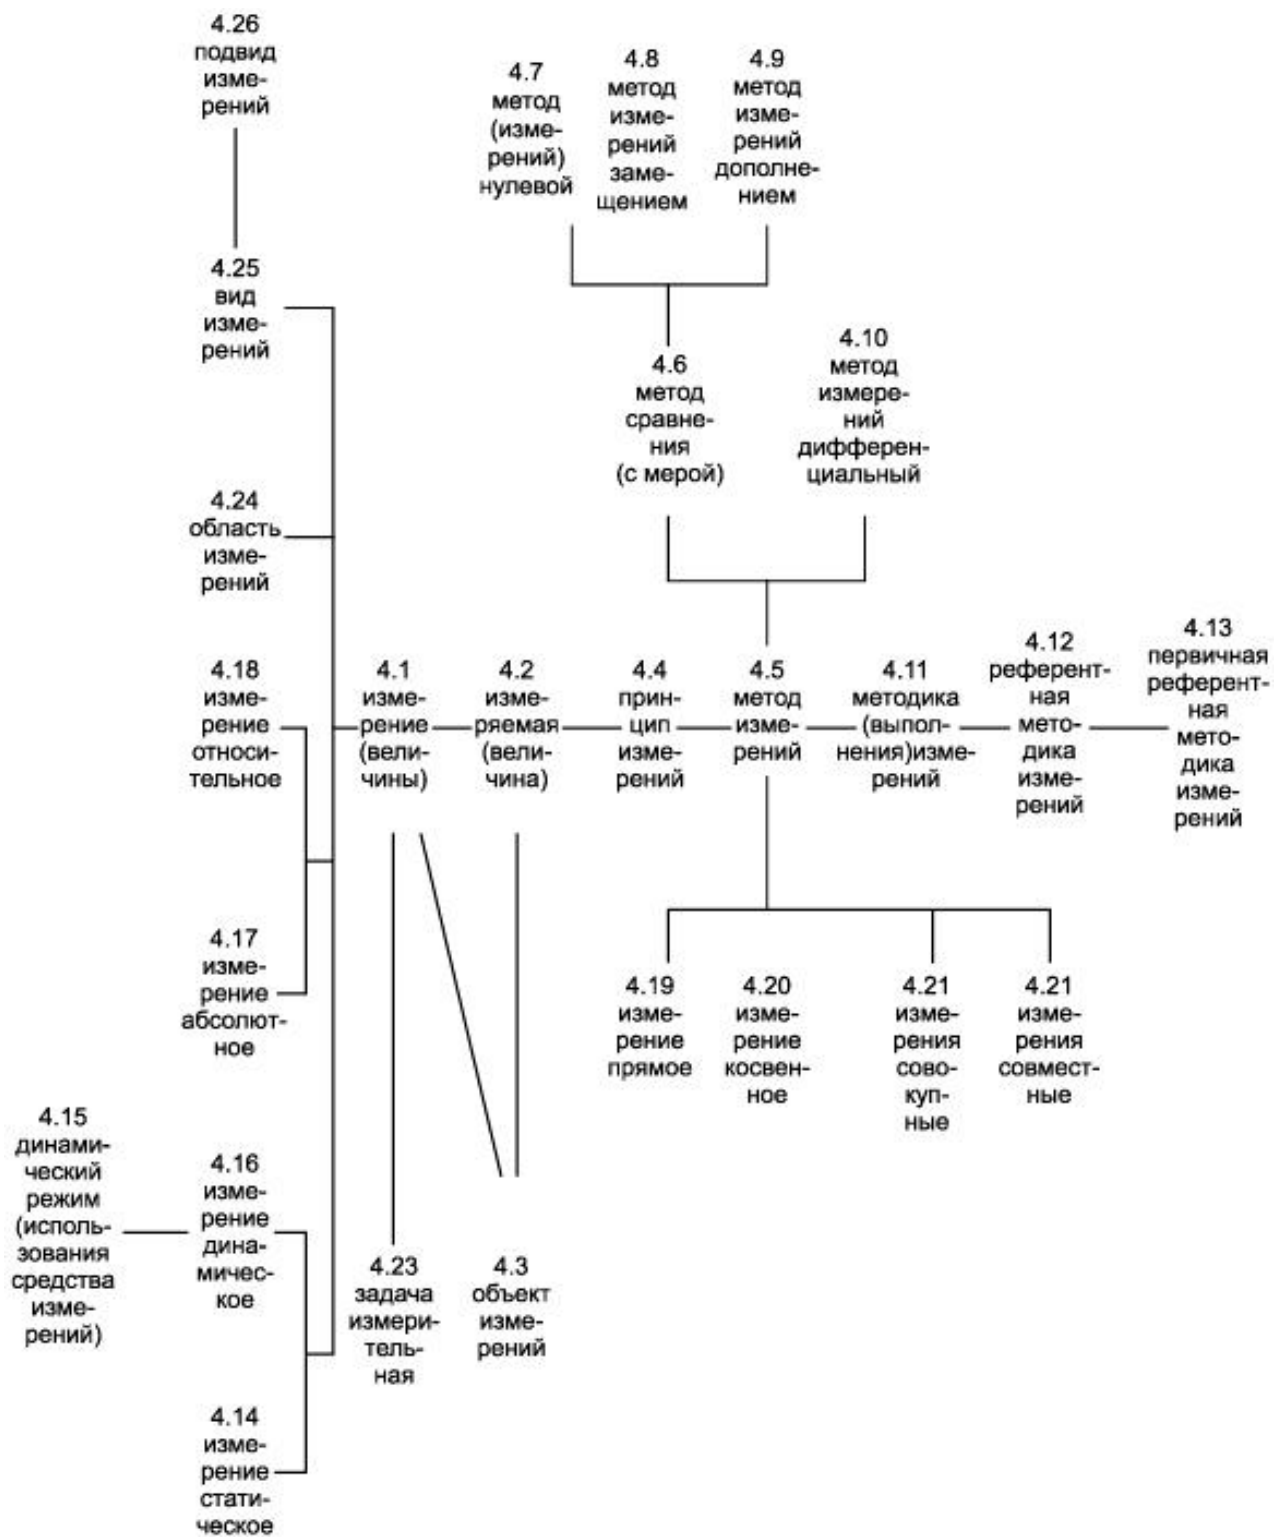 4.26
подвид
изме-
рений
4.7
метод
(изме-
рений)
нулевой
4.8
метод
изме-
рений
заме-
щением
4.9
метод
изме-
рений
дополне-
нием
4.25
вид
изме-
рений
4.6
метод
сравне-
ния
(с мерой)
4.10
метод
измере-
ний
дифферен-
циальный
4.24
область
изме-
рений
4.18
изме-
рение
относи-
тельное
4.1
изме-
рение
(вели-
чины)
4.2
изме-
ряемая
(вели-
чина)
4.4
прин-
цип
изме-
рений
4.5
метод
изме-
рений
4.11
методика
(выпол-
нения)изме-
рений
4.12
референт-
ная
мето-
дика
изме-
рений
4.13
первичная
референт-
ная
мето-
дика
изме-
рений
4.17
изме-
рение
абсолют-
ное
4.19
изме-
рение
прямое
4.20
изме-
рение
косвен-
ное
4.21
изме-
рения
сово-
куп-
ные
4.21
изме-
рения
совмест-
ные
4.15
динами-
ческий
режим
(исполь-
зования
средства
изме-
рений)
4.16
изме-
рение
дина-
мичес-
кое
4.23
задача
измери-
тель-
ная
4.3
объект
изме-
рений
4.14
изме-
рение
стати-
ческое